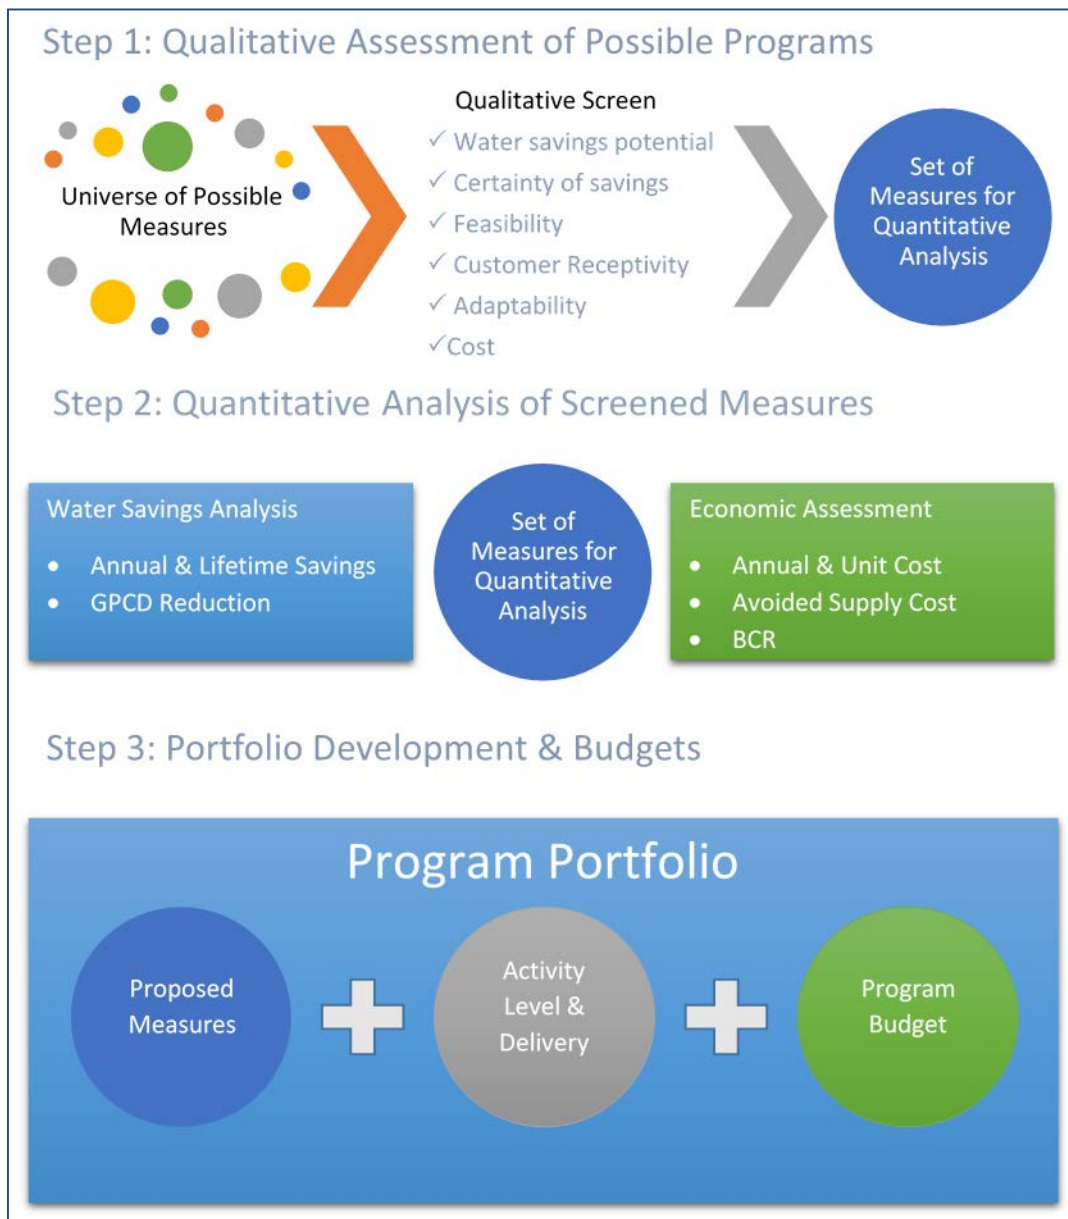 Step 1: Qualitative Assessment of Possible Programs
Universe of Possible
Measures
Qualitative Screen
✓ Water savings potential
✓ Certainty of savings
✓ Feasibility
✓ Customer Receptivity
✓ Adaptability
✓Cost
Set of
Measures for
Quantitative
Analysis
Step 2: Quantitative Analysis of Screened Measures
Water Savings Analysis
• Annual & Lifetime Savings
• GPCD Reduction
Set of
Measures for
Quantitative
Analysis
Economic Assessment
• Annual & Unit Cost
• Avoided Supply Cost
• BCR
Step 3: Portfolio Development & Budgets
Program Portfolio
Proposed
Measures
Activity
Level &
Delivery
Program
Budget